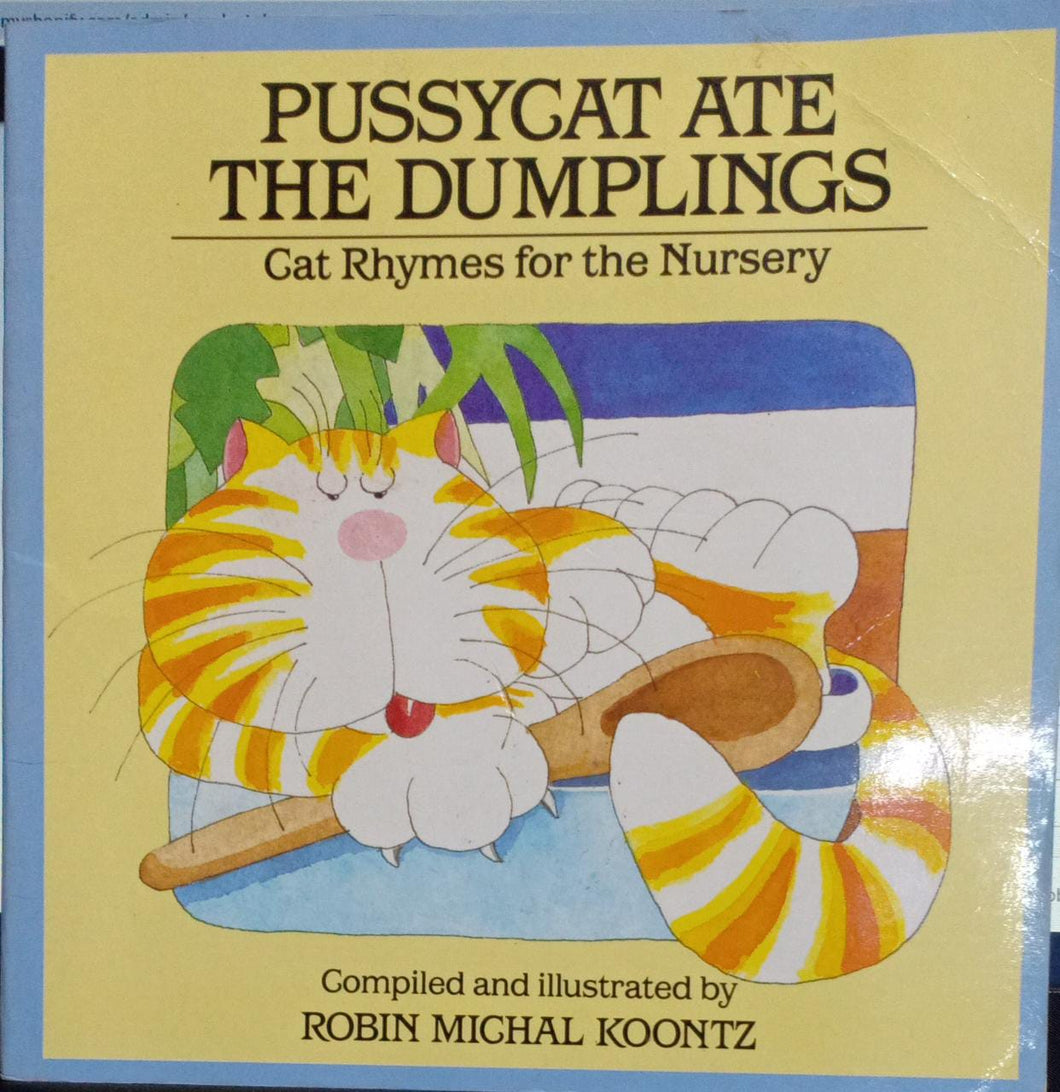 PUSSYCAT ATE
THE DUMPLINGS
Cat Rhymes for the Nursery
Compiled and illustrated by
ROBIN MICHAL KOONTZ